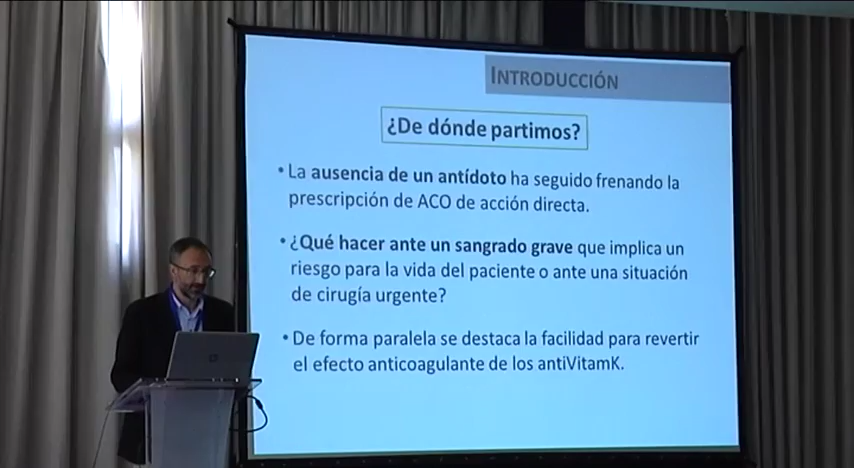 INTRODUCCIÓN
¿De dónde partimos?
• La ausencia de un antídoto ha seguido frenando la
prescripción de ACO de acción directa.
• ¿Qué hacer ante un sangrado grave que implica un
riesgo para la vida del paciente o ante una situación
de cirugía urgente?
• De forma paralela se destaca la facilidad para revertir
el efecto anticoagulante de los antiVitamK.